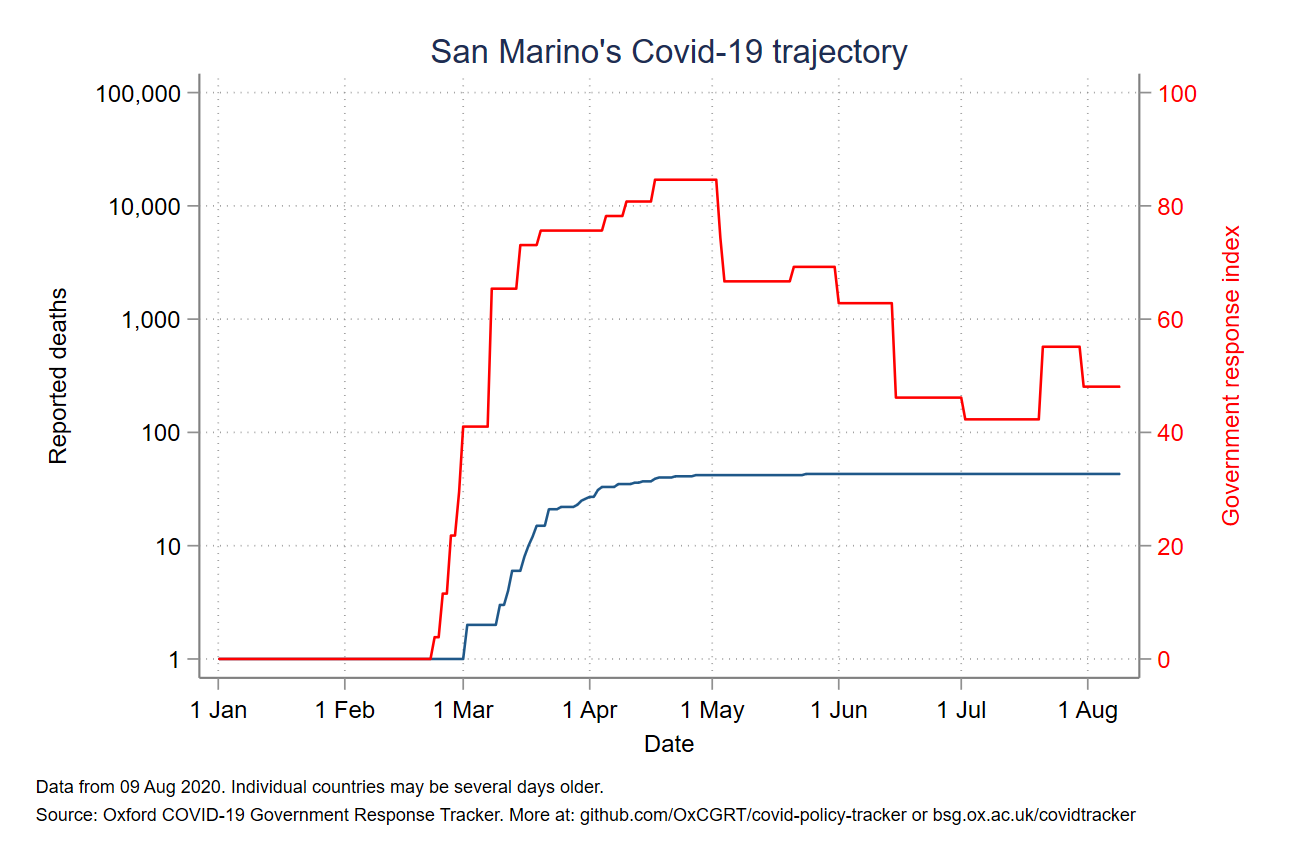 San Marino's Covid-19 trajectory
100,000
10,000
1,000
100
10
1
Reported deaths
100
80
60
40
20
0
Government response index
1 Jan
1 Feb
1 Mar
1 Apr
1 May
1 Jun
1 Jul
1 Aug
Date
Data from 09 Aug 2020. Individual countries may be several days older.
Source: Oxford COVID-19 Government Response Tracker. More at: github.com/OxCGRT/covid-policy-tracker or bsg.ox.ac.uk/covidtracker